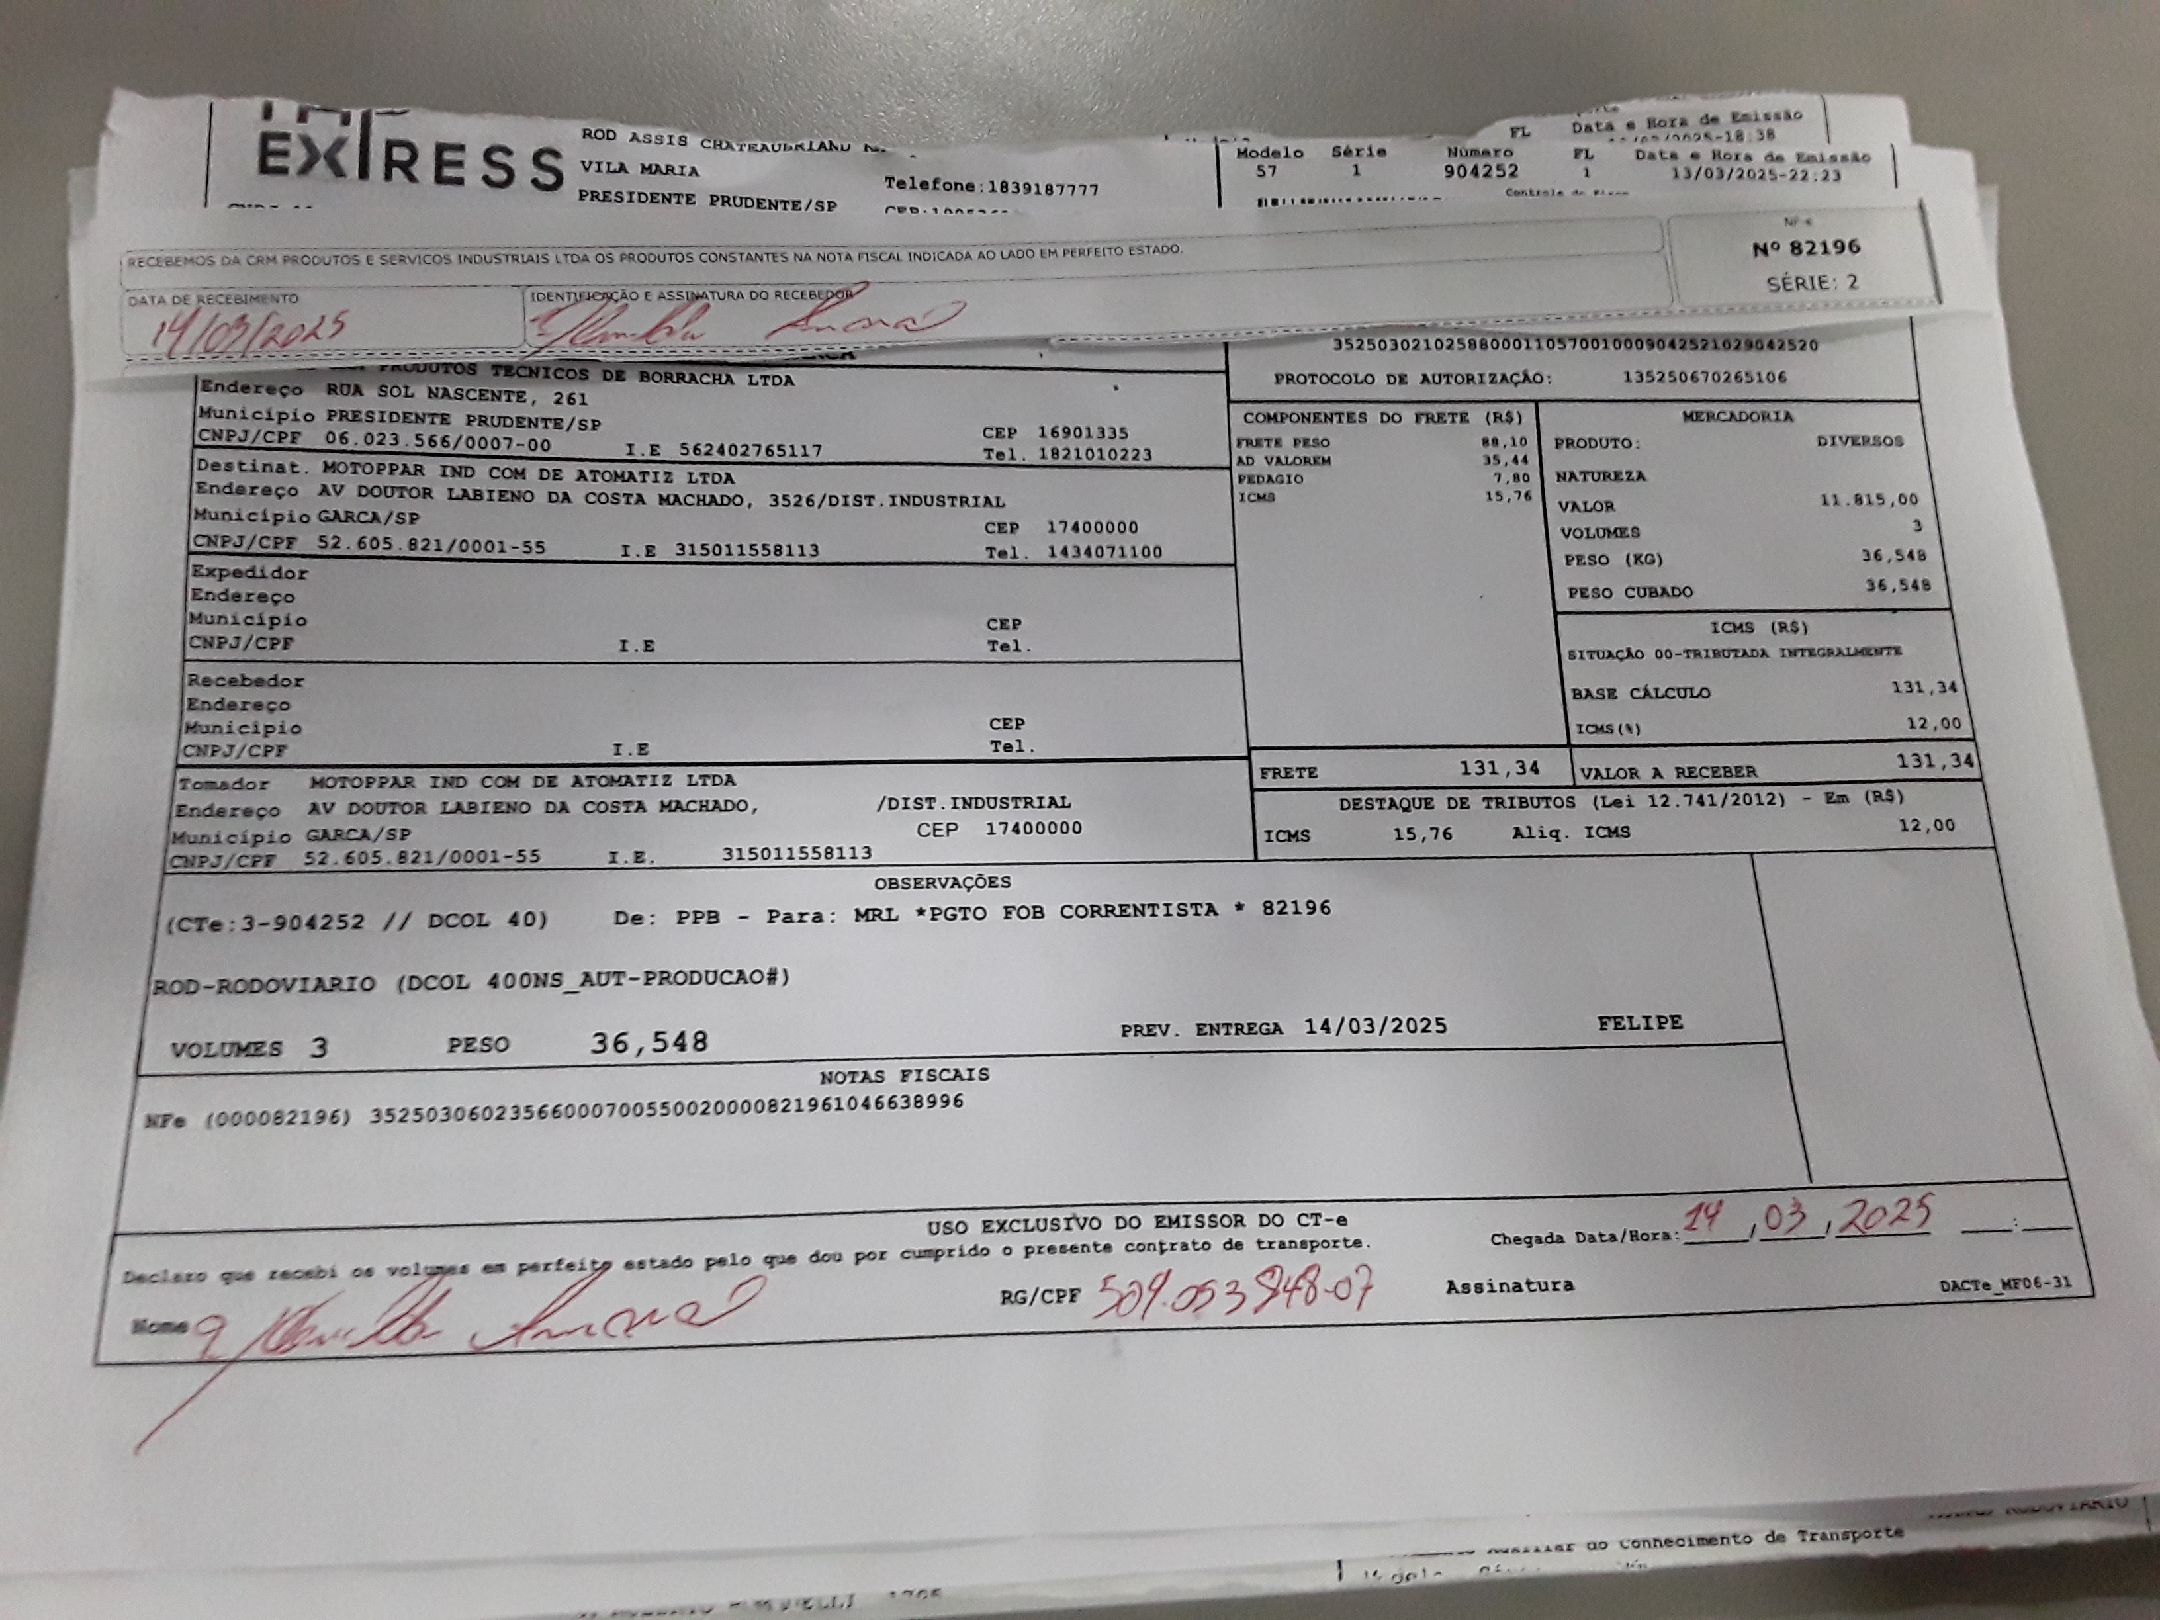 EXPRESS
ROD ASSIS CHATEAUBRIAND
VILA MARIA
PRESIDENTE PRUDENTE/SP
Telefone:1839187777
FL Data e Hora de Emissão
Modelo Série Número FL Data e Hora de Emissão
57 1 904252 1 13/03/2025-22:23
RECEBEMOS DA CRM PRODUTOS E SERVICOS INDUSTRIAIS LTDA OS PRODUTOS CONSTANTES NA NOTA FISCAL INDICADA AO LADO EM PERFEITO ESTADO.
NF-e
Nº 82196
SÉRIE: 2
DATA DE RECEBIMENTO
14/03/2025
IDENTIFICAÇÃO E ASSINATURA DO RECEBEDOR
35250302102588000110570010009042521029042520
PROTOCOLO DE AUTORIZAÇÃO: 135250670265106
PRODUTOS TECNICOS DE BORRACHA LTDA
Endereço RUA SOL NASCENTE, 261
Município PRESIDENTE PRUDENTE/SP CEP 16901335
CNPJ/CPF 06.023.566/0007-00 I.E 562402765117 Tel. 1821010223
Destinat. MOTOPPAR IND COM DE ATOMATIZ LTDA
Endereço AV DOUTOR LABIENO DA COSTA MACHADO, 3526/DIST.INDUSTRIAL
Município GARCA/SP CEP 17400000
CNPJ/CPF 52.605.821/0001-55 I.E 315011558113 Tel. 1434071100
Expedidor
Endereço
Município CEP
CNPJ/CPF I.E Tel.
Recebedor
Endereço
Município CEP
CNPJ/CPF I.E Tel.
Tomador MOTOPPAR IND COM DE ATOMATIZ LTDA
Endereço AV DOUTOR LABIENO DA COSTA MACHADO, /DIST.INDUSTRIAL
Município GARCA/SP CEP 17400000
CNPJ/CPF 52.605.821/0001-55 I.E. 315011558113
COMPONENTES DO FRETE (R$)
FRETE PESO 88,10
AD VALOREM 35,44
PEDAGIO 7,80
ICMS 15,76
MERCADORIA
PRODUTO: DIVERSOS
NATUREZA
VALOR 11.815,00
VOLUMES 3
PESO (KG) 36,548
PESO CUBADO 36,548
ICMS (R$)
SITUAÇÃO 00-TRIBUTADA INTEGRALMENTE
BASE CÁLCULO 131,34
ICMS(%) 12,00
FRETE 131,34 VALOR A RECEBER 131,34
DESTAQUE DE TRIBUTOS (Lei 12.741/2012) - Em (R$)
ICMS 15,76 Aliq. ICMS 12,00
OBSERVAÇÕES
(CTe:3-904252 // DCOL 40) De: PPB - Para: MRL *PGTO FOB CORRENTISTA * 82196
ROD-RODOVIARIO (DCOL 400NS_AUT-PRODUCAO#)
VOLUMES 3 PESO 36,548 PREV. ENTREGA 14/03/2025 FELIPE
NOTAS FISCAIS
NFe (000082196) 35250306023566000700550020000821961046638996
USO EXCLUSIVO DO EMISSOR DO CT-e
Declaro que recebi os volumes em perfeito estado pelo que dou por cumprido o presente contrato de transporte.
Chegada Data/Hora: 14,03,2025 :
Nome RG/CPF 509.053 848-07 Assinatura
DACTe_MF06-31
ao Conhecimento de Transporte